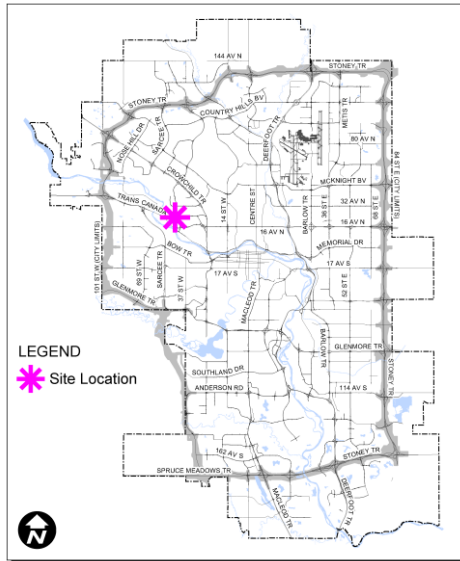 144 AV N
STONEY TR
STONEY TR
COUNTRY HILLS BV
METIS TR
NOSE HILL DR
SARCEE TR
DEERFOOT TR
80 AV N
CROWCHILD TR
MCKNIGHT BV
84 ST E (CITY LIMITS)
TRANS CANADA
14 ST W
CENTRE ST
BARLOW TR
36 ST E
32 AV N
68 ST E
16 AV N
16 AV N
101 ST W (CITY LIMITS)
BOW TR
MEMORIAL DR
69 ST W
SARCEE TR
37 ST W
17 AV S
17 AV S
52 ST E
GLENMORE TR
MACLEOD TR
BARLOW TR
GLENMORE TR
LEGEND
Site Location
SOUTHLAND DR
ANDERSON RD
114 AV S
STONEY TR
162 AV S
STONEY TR
SPRUCE MEADOWS TR
MACLEOD TR
DEERFOOT TR
N